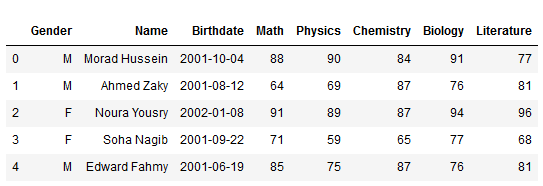 Gender Name Birthdate Math Physics Chemistry Biology Literature
0 M Morad Hussein 2001-10-04 88 90 84 91 77
1 M Ahmed Zaky 2001-08-12 64 69 87 76 81
2 F Noura Yousry 2002-01-08 91 89 87 94 96
3 F Soha Nagib 2001-09-22 71 59 65 77 68
4 M Edward Fahmy 2001-06-19 85 75 87 76 81